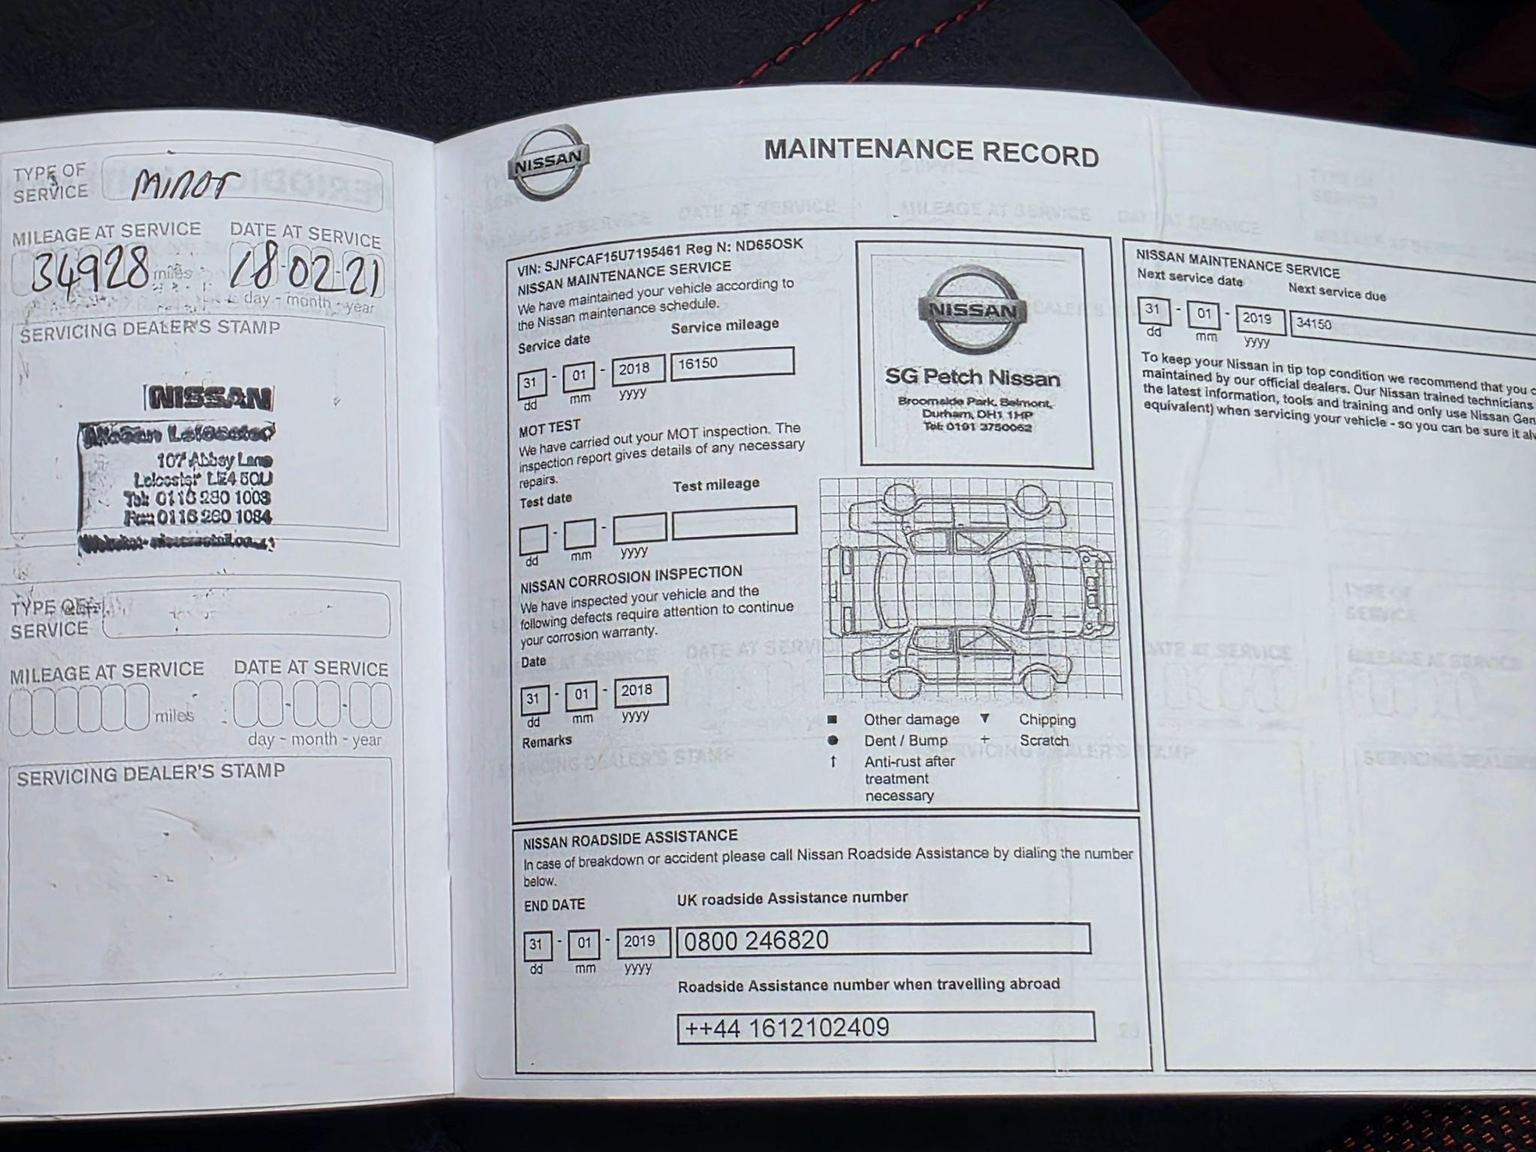 TYPE OF
SERVICE
Minor
MILEAGE AT SERVICE
DATE AT SERVICE
34928 miles
18-02-21
day - month - year
SERVICING DEALER'S STAMP
NISSAN
Nissan Leicester
107 Abbey Lane
Leicester LE4 5QU
Tel: 0116 260 1003
Fax: 0116 260 1084
TYPE OF
SERVICE
MILEAGE AT SERVICE
DATE AT SERVICE
miles
day - month - year
SERVICING DEALER'S STAMP
NISSAN
MAINTENANCE RECORD
VIN: SJNFCAF15U7195461 Reg N: ND65OSK
NISSAN MAINTENANCE SERVICE
We have maintained your vehicle according to
the Nissan maintenance schedule.
Service date
Service mileage
31 - 01 - 2018
16150
dd mm yyyy
MOT TEST
We have carried out your MOT inspection. The
inspection report gives details of any necessary
repairs.
Test date
Test mileage
dd mm yyyy
NISSAN CORROSION INSPECTION
We have inspected your vehicle and the
following defects require attention to continue
your corrosion warranty.
Date
31 - 01 - 2018
dd mm yyyy
Remarks
NISSAN
SG Petch Nissan
Broomside Park, Belmont,
Durham, DH1 1HP
Tel: 0191 3750062
■ Other damage ▼ Chipping
● Dent / Bump + Scratch
↑ Anti-rust after
treatment
necessary
NISSAN ROADSIDE ASSISTANCE
In case of breakdown or accident please call Nissan Roadside Assistance by dialing the number
below.
END DATE
UK roadside Assistance number
31 - 01 - 2019
0800 246820
dd mm yyyy
Roadside Assistance number when travelling abroad
++44 1612102409
NISSAN MAINTENANCE SERVICE
Next service date
Next service due
31 - 01 - 2019
34150
dd mm yyyy
To keep your Nissan in tip top condition we recommend that you
maintained by our official dealers. Our Nissan trained technicians
the latest information, tools and training and only use Nissan
equivalent) when servicing your vehicle - so you can be sure it